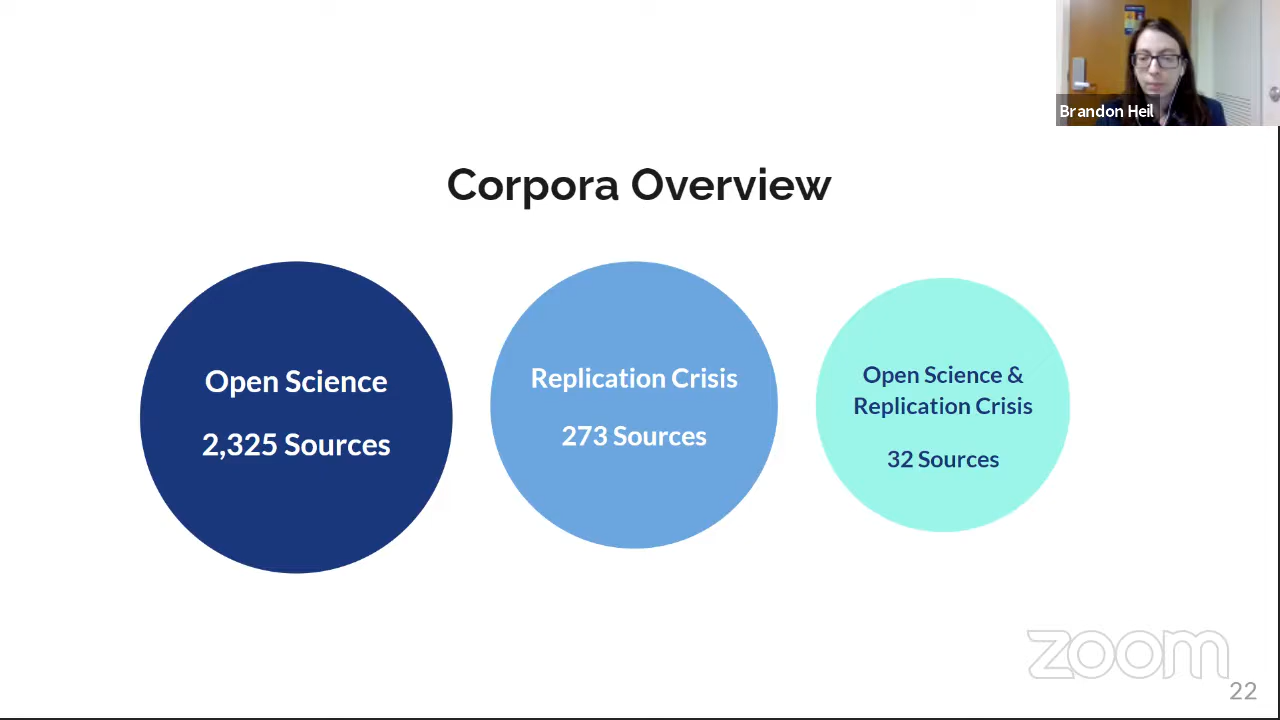 Brandon Heil
Corpora Overview
Open Science
2,325 Sources
Replication Crisis
273 Sources
Open Science &
Replication Crisis
32 Sources
zoom
22